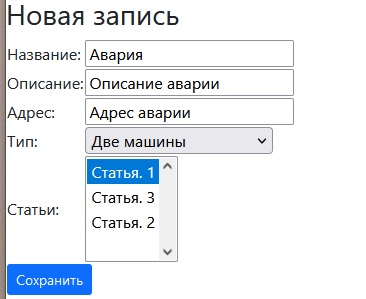 Новая запись
Название: Авария
Описание: Описание аварии
Адрес: Адрес аварии
Тип: Две машины
Статья. 1
Статья. 3
Статьи:
Статья. 2
Сохранить